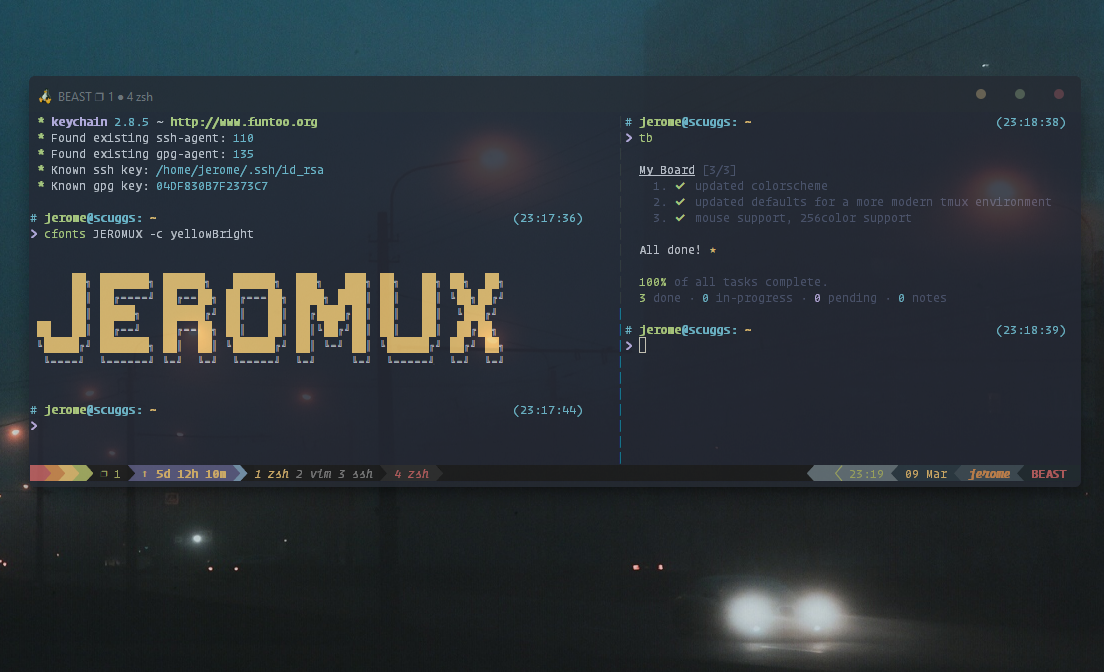 BEAST ❐ 1 ● 4 zsh
* keychain 2.8.5 ~ http://www.funtoo.org
* Found existing ssh-agent: 110
* Found existing gpg-agent: 135
* Known ssh key: /home/jerome/.ssh/id_rsa
* Known gpg key: 04DF830B7F2373C7
# jerome@scuggs: ~ (23:17:36)
❯ cfonts JEROMUX -c yellowBright
JEROMUX
# jerome@scuggs: ~ (23:17:44)
❯
# jerome@scuggs: ~ (23:18:38)
❯ tb
My Board [3/3]
1. ✔ updated colorscheme
2. ✔ updated defaults for a more modern tmux environment
3. ✔ mouse support, 256color support
All done! ★
100% of all tasks complete.
3 done · 0 in-progress · 0 pending · 0 notes
# jerome@scuggs: ~ (23:18:39)
❯
❐ 1 ↑ 5d 12h 10m 1 zsh 2 vim 3 ssh 4 zsh 23:19 09 Mar jerome BEAST